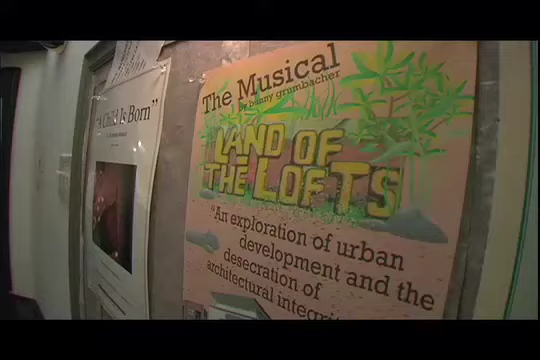 "A Child Is Born"
The Musical
by bunny grumbacher
LAND OF
THE LOFTS
"An exploration of urban
development and the
desecration of
architectural